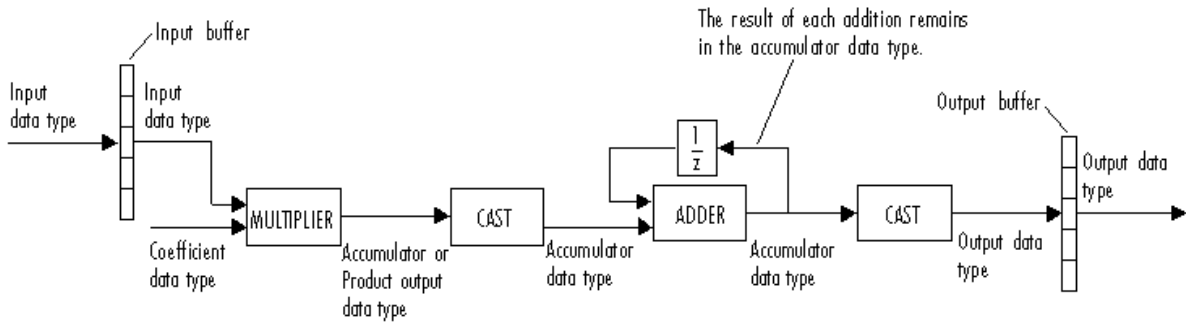 The result of each addition remains
in the accumulator data type.
Input buffer
Input
data type
Input
data type
Output buffer
1
z
Output data
type
MULTIPLIER
CAST
ADDER
CAST
Coefficient
data type
Accumulator or
Product output
data type
Accumulator
data type
Accumulator
data type
Output data
type